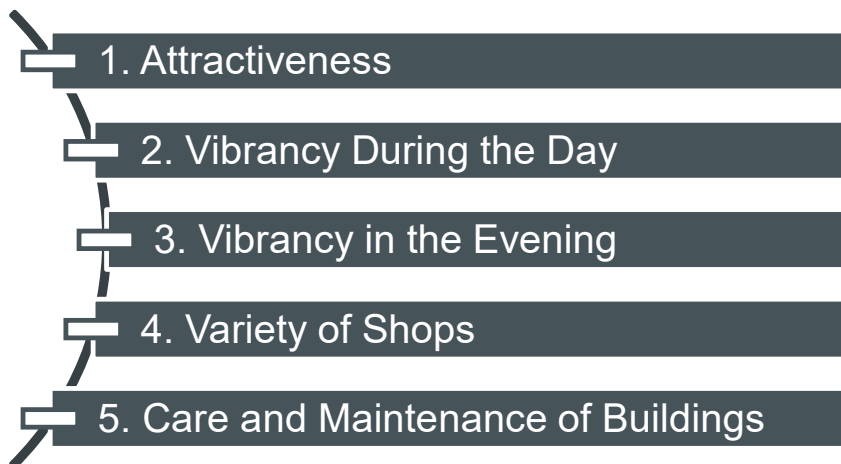 1. Attractiveness
2. Vibrancy During the Day
3. Vibrancy in the Evening
4. Variety of Shops
5. Care and Maintenance of Buildings